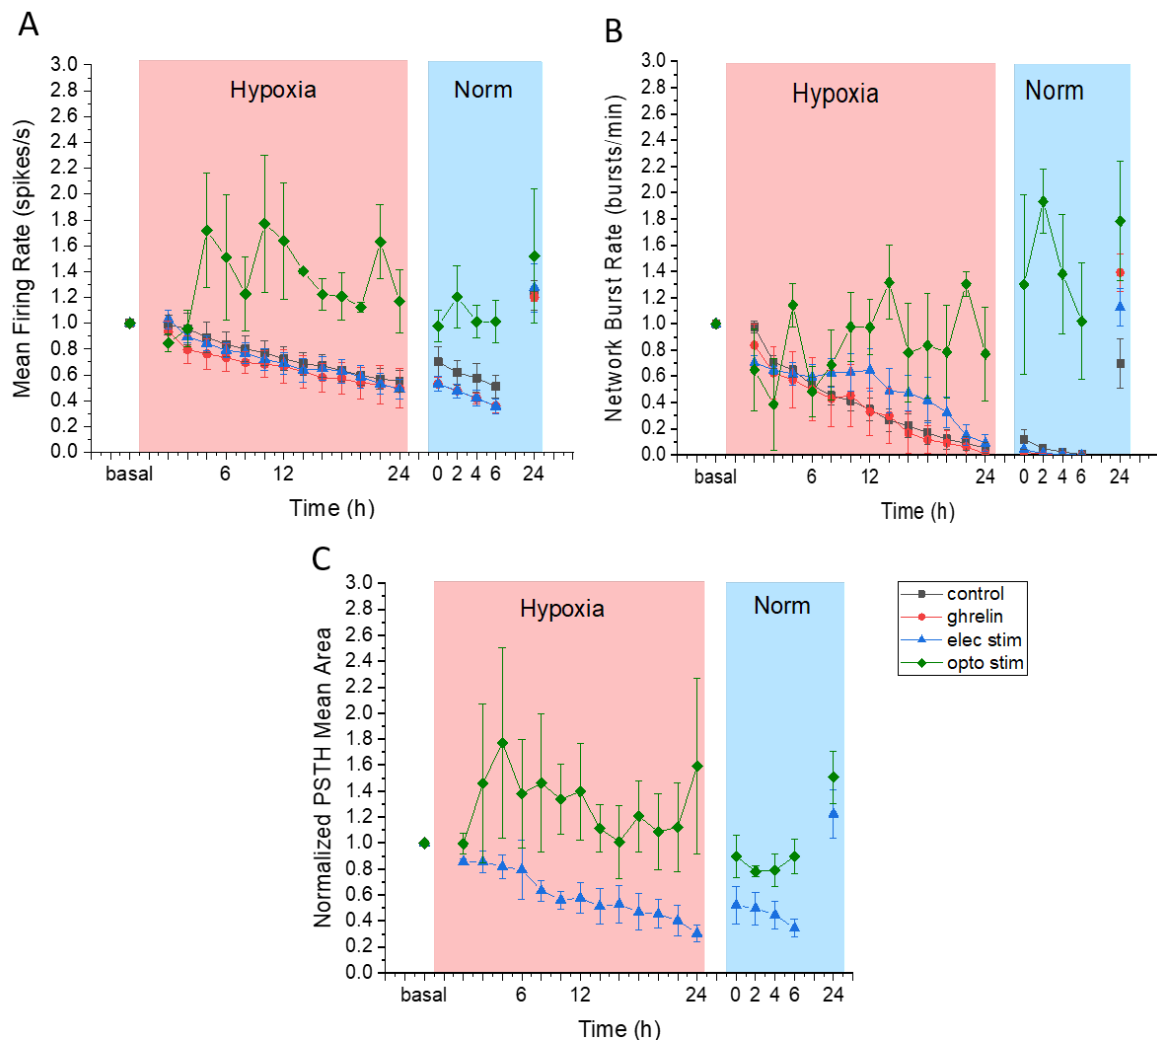 A
Mean Firing Rate (spikes/s)
3.0
2.8
2.6
2.4
2.2
2.0
1.8
1.6
1.4
1.2
1.0
0.8
0.6
0.4
0.2
0.0
Hypoxia
Norm
basal 6 12 24 0 2 4 6 24
Time (h)
B
Network Burst Rate (bursts/min)
3.0
2.8
2.6
2.4
2.2
2.0
1.8
1.6
1.4
1.2
1.0
0.8
0.6
0.4
0.2
0.0
Hypoxia
Norm
basal 6 12 24 0 2 4 6 24
Time (h)
C
Normalized PSTH Mean Area
3.0
2.8
2.6
2.4
2.2
2.0
1.8
1.6
1.4
1.2
1.0
0.8
0.6
0.4
0.2
0.0
Hypoxia
Norm
basal 6 12 24 0 2 4 6 24
Time (h)
control
ghrelin
elec stim
opto stim